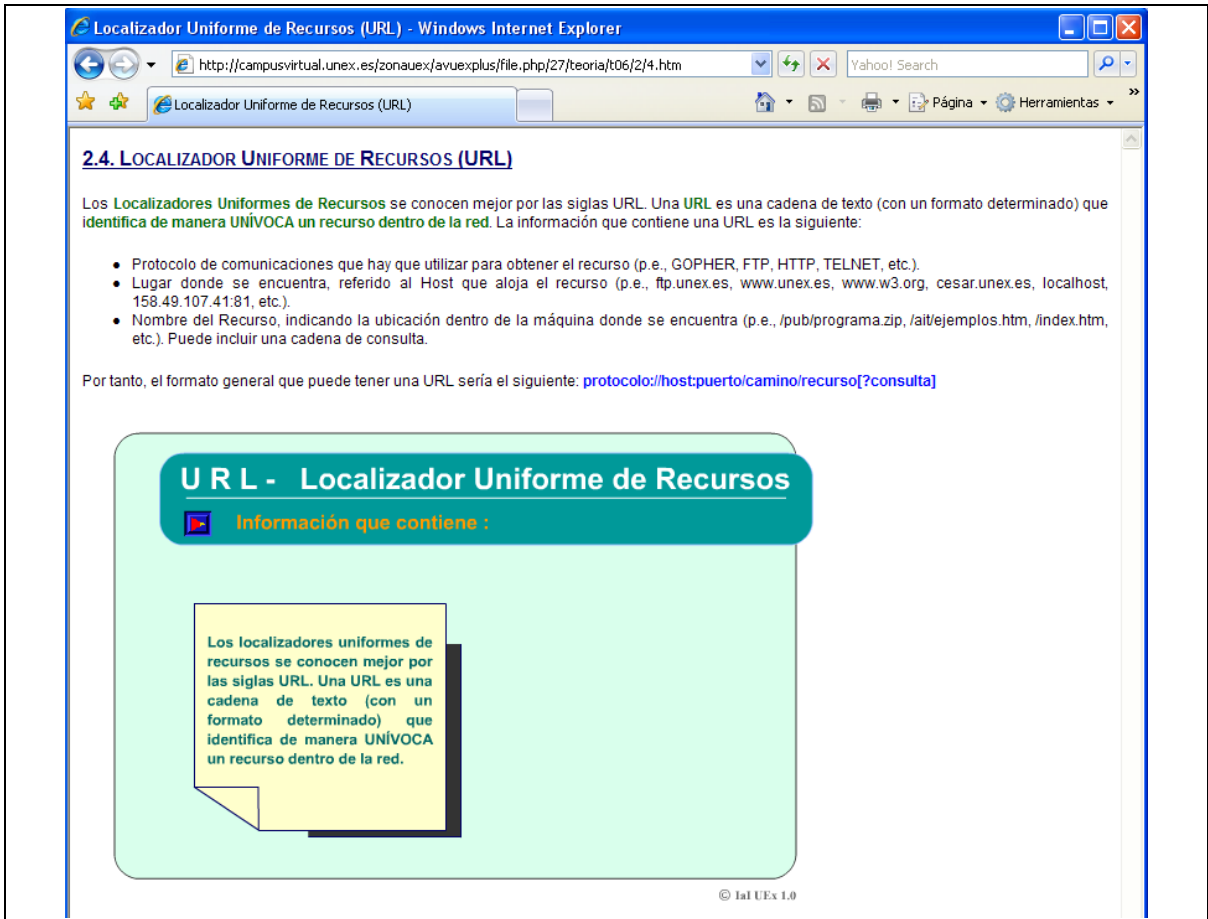 Localizador Uniforme de Recursos (URL) - Windows Internet Explorer
http://campusvirtual.unex.es/zonauex/avuexplus/file.php/27/teoria/t06/2/4.htm
Yahoo! Search
Localizador Uniforme de Recursos (URL)
Página
Herramientas
»
2.4. LOCALIZADOR UNIFORME DE RECURSOS (URL)
Los Localizadores Uniformes de Recursos se conocen mejor por las siglas URL. Una URL es una cadena de texto (con un formato determinado) que
identifica de manera UNÍVOCA un recurso dentro de la red. La información que contiene una URL es la siguiente:
• Protocolo de comunicaciones que hay que utilizar para obtener el recurso (p.e., GOPHER, FTP, HTTP, TELNET, etc.).
• Lugar donde se encuentra, referido al Host que aloja el recurso (p.e., ftp.unex.es, www.unex.es, www.w3.org, cesar.unex.es, localhost,
158.49.107.41:81, etc.).
• Nombre del Recurso, indicando la ubicación dentro de la máquina donde se encuentra (p.e., /pub/programa.zip, /ait/ejemplos.htm, /index.htm,
etc.). Puede incluir una cadena de consulta.
Por tanto, el formato general que puede tener una URL sería el siguiente: protocolo://host:puerto/camino/recurso[?consulta]
U R L - Localizador Uniforme de Recursos
Información que contiene :
Los localizadores uniformes de
recursos se conocen mejor por
las siglas URL. Una URL es una
cadena de texto (con un
formato determinado) que
identifica de manera UNÍVOCA
un recurso dentro de la red.
© IaI UEx 1.0